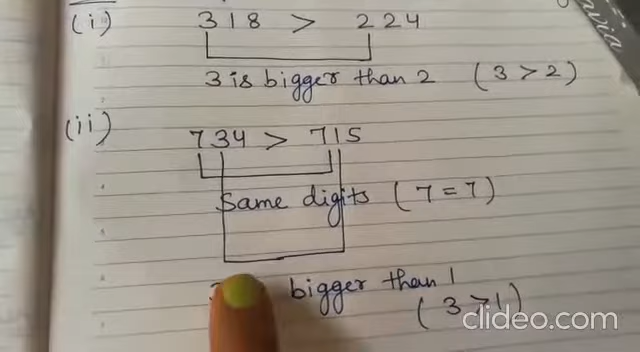 (i) 318 > 224
3 is bigger than 2 (3 > 2)
(ii) 734 > 715
Same digits (7 = 7)
3 bigger than 1
(3 > 1)
clideo.com